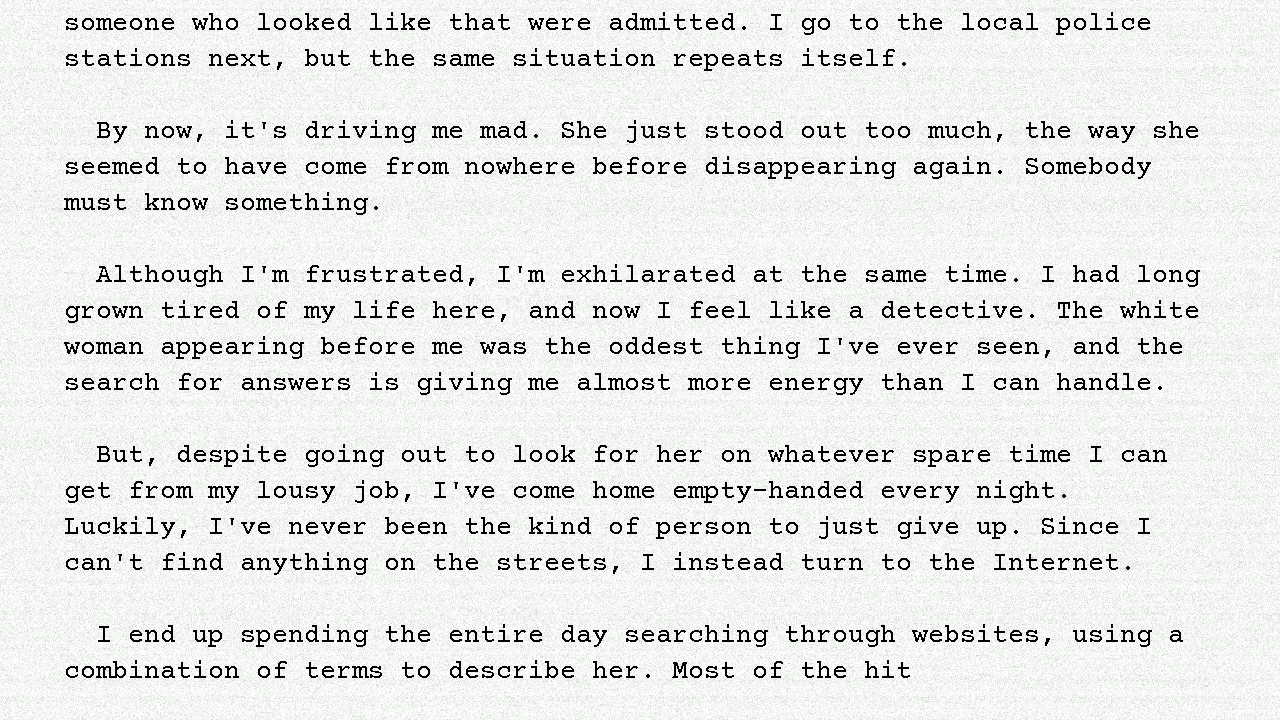 someone who looked like that were admitted. I go to the local police
stations next, but the same situation repeats itself.
By now, it's driving me mad. She just stood out too much, the way she
seemed to have come from nowhere before disappearing again. Somebody
must know something.
Although I'm frustrated, I'm exhilarated at the same time. I had long
grown tired of my life here, and now I feel like a detective. The white
woman appearing before me was the oddest thing I've ever seen, and the
search for answers is giving me almost more energy than I can handle.
But, despite going out to look for her on whatever spare time I can
get from my lousy job, I've come home empty-handed every night.
Luckily, I've never been the kind of person to just give up. Since I
can't find anything on the streets, I instead turn to the Internet.
I end up spending the entire day searching through websites, using a
combination of terms to describe her. Most of the hit